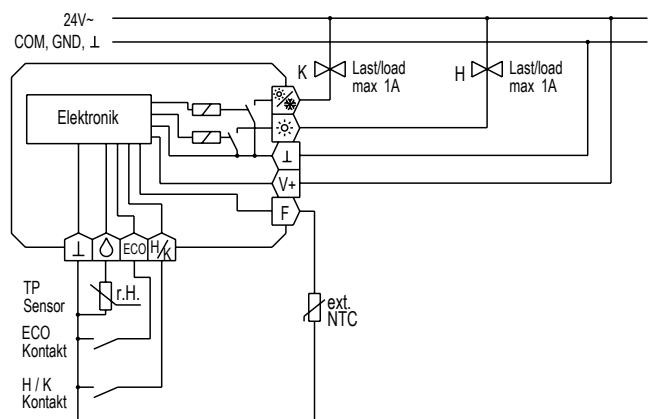 24V~
COM, GND, ⊥
K
Last/load
max 1A
H
Last/load
max 1A
Elektronik
⊥
V+
F
⊥
ECO
H/K
TP
Sensor
r.H.
ext.
NTC
ECO
Kontakt
H / K
Kontakt